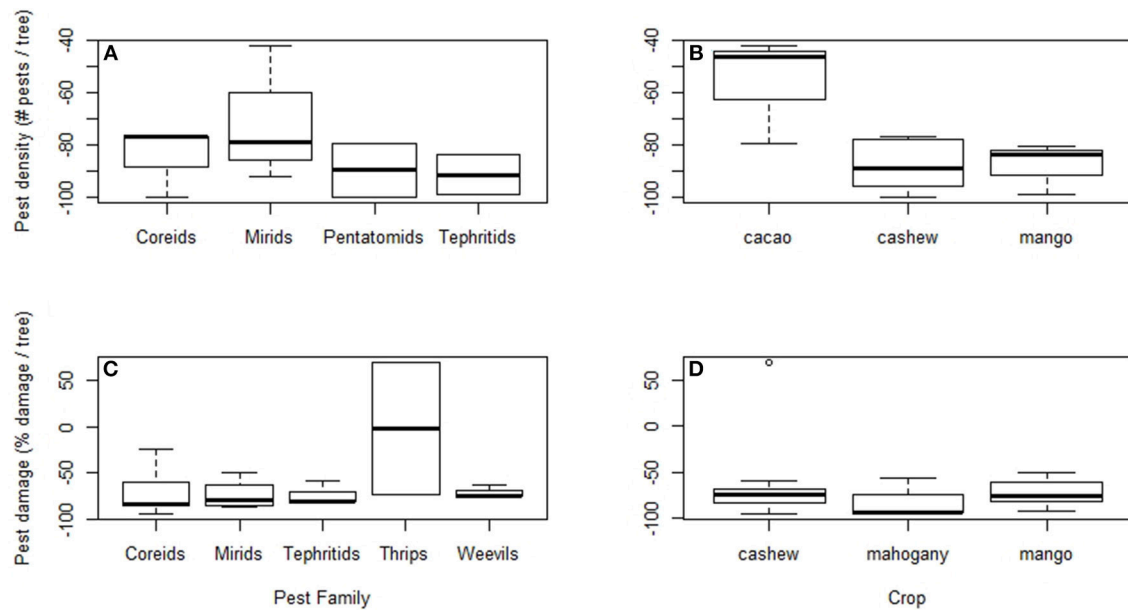 Pest density (# pests / tree)
A
-40
-60
-80
-100
Coreids Mirids Pentatomids Tephritids
B
-40
-60
-80
-100
cacao cashew mango
Pest damage (% damage / tree)
C
50
0
-50
-100
Coreids Mirids Tephritids Thrips Weevils
Pest Family
D
50
0
-50
-100
cashew mahogany mango
Crop